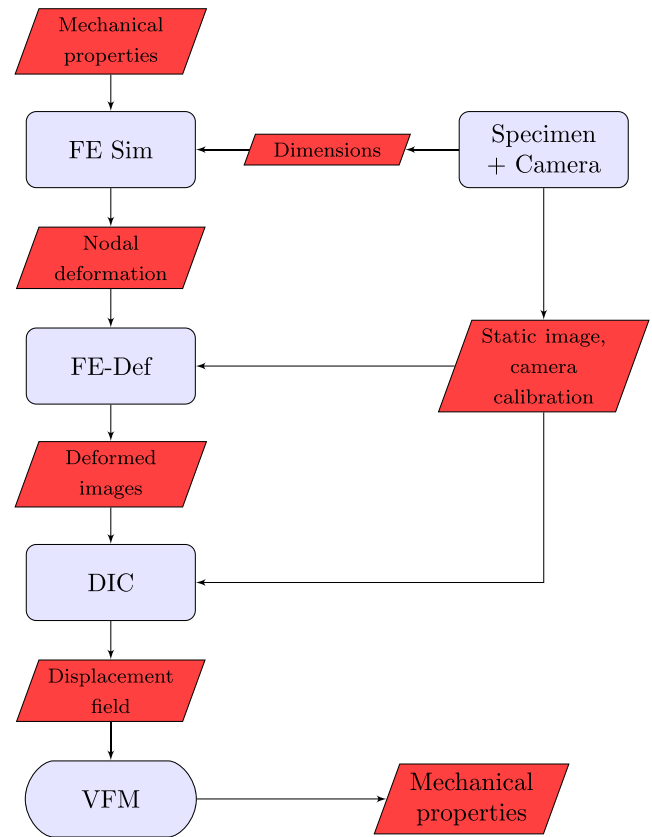 Mechanical
properties
FE Sim
Dimensions
Specimen
+ Camera
Nodal
deformation
FE-Def
Static image,
camera
calibration
Deformed
images
DIC
Displacement
field
VFM
Mechanical
properties